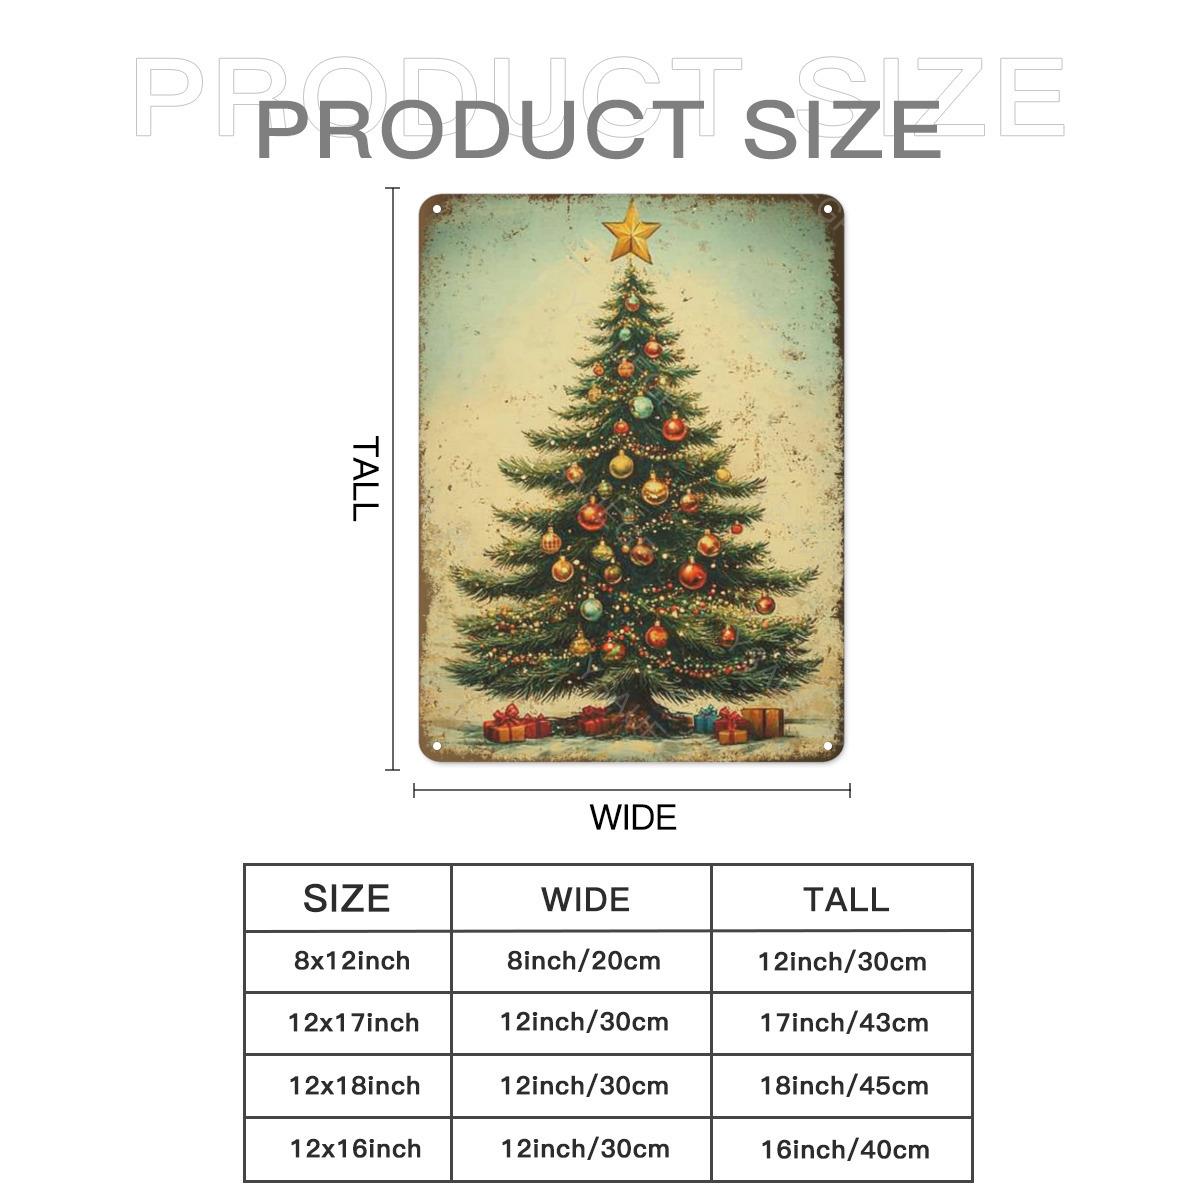 PRODUCT SIZE
PRODUCT SIZE
TALL
WIDE
SIZE WIDE TALL
8x12inch 8inch/20cm 12inch/30cm
12x17inch 12inch/30cm 17inch/43cm
12x18inch 12inch/30cm 18inch/45cm
12x16inch 12inch/30cm 16inch/40cm